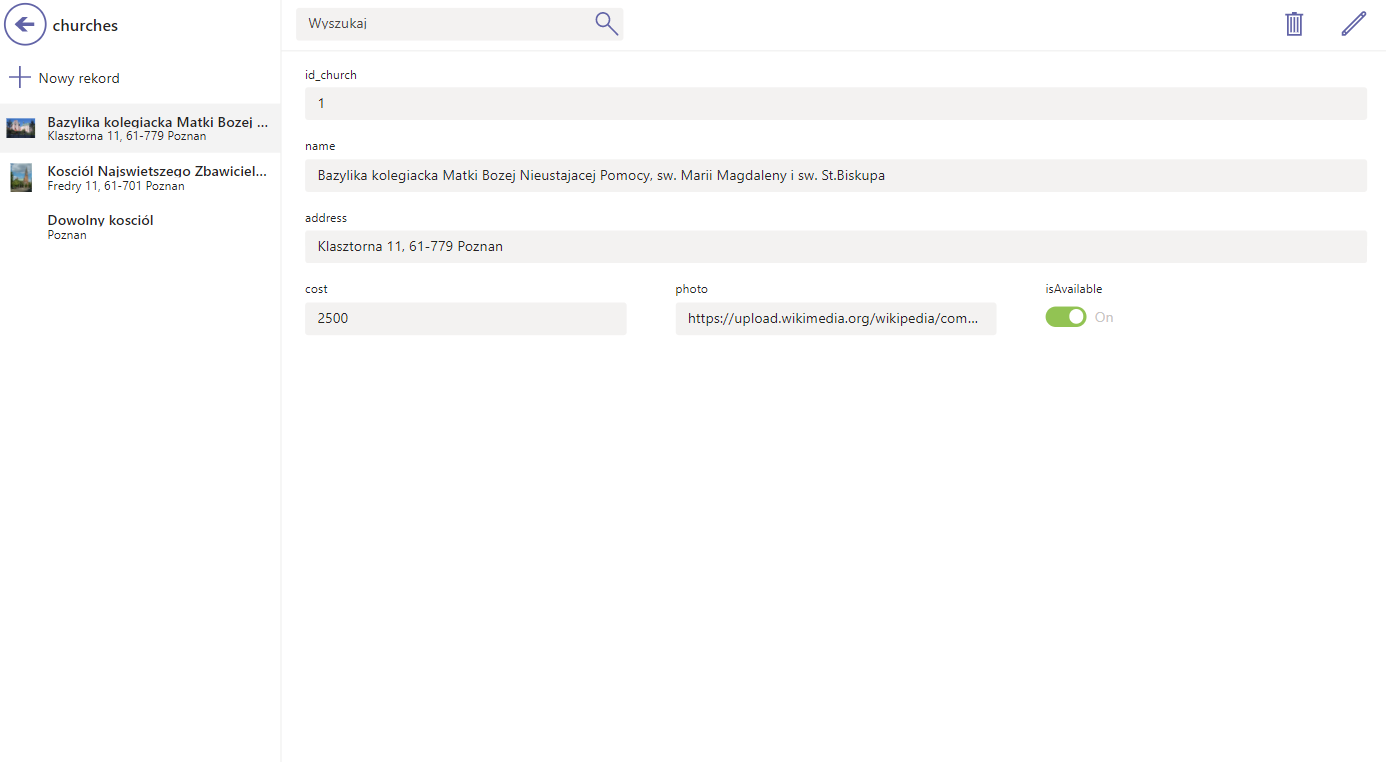 churches
Nowy rekord
Bazylika kolegiacka Matki Bozej ...
Klasztorna 11, 61-779 Poznan
Kosciól Najswietszego Zbawiciel...
Fredry 11, 61-701 Poznan
Dowolny kosciól
Poznan
Wyszukaj
id_church
1
name
Bazylika kolegiacka Matki Bozej Nieustajacej Pomocy, sw. Marii Magdaleny i sw. St.Biskupa
address
Klasztorna 11, 61-779 Poznan
cost photo isAvailable
2500 https://upload.wikimedia.org/wikipedia/com... On